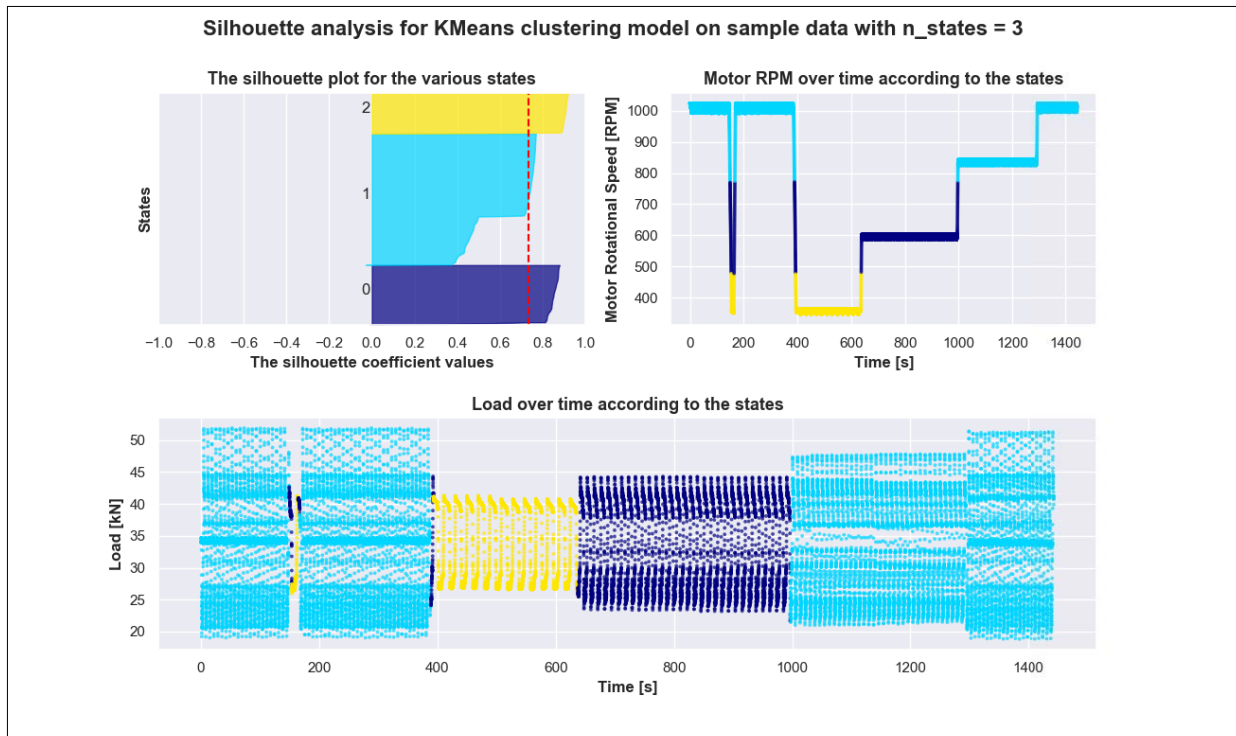 Silhouette analysis for KMeans clustering model on sample data with n_states = 3
The silhouette plot for the various states
States
2
1
0
−1.0 −0.8 −0.6 −0.4 −0.2 0.0 0.2 0.4 0.6 0.8 1.0
The silhouette coefficient values
Motor RPM over time according to the states
Motor Rotational Speed [RPM]
1000
900
800
700
600
500
400
0 200 400 600 800 1000 1200 1400
Time [s]
Load over time according to the states
Load [kN]
50
45
40
35
30
25
20
0 200 400 600 800 1000 1200 1400
Time [s]